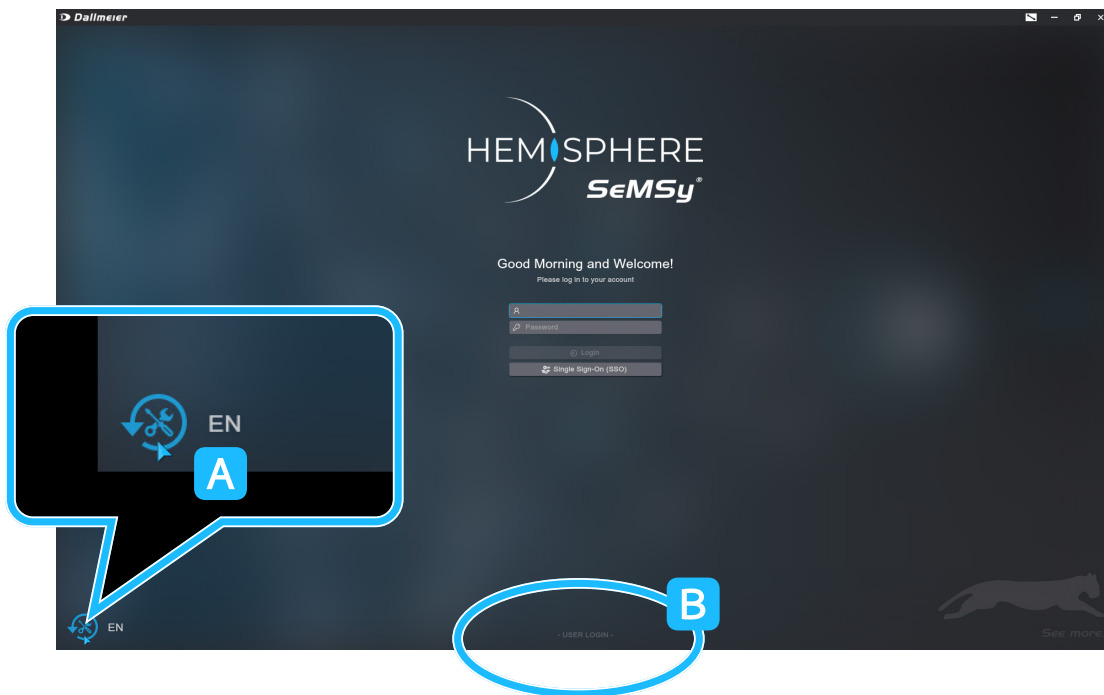 Dallmeier
HEMISPHERE
SeMSy®
Good Morning and Welcome!
Please log in to your account
Password
Login
Single Sign-On (SSO)
EN
A
B
EN
- USER LOGIN -
See more.